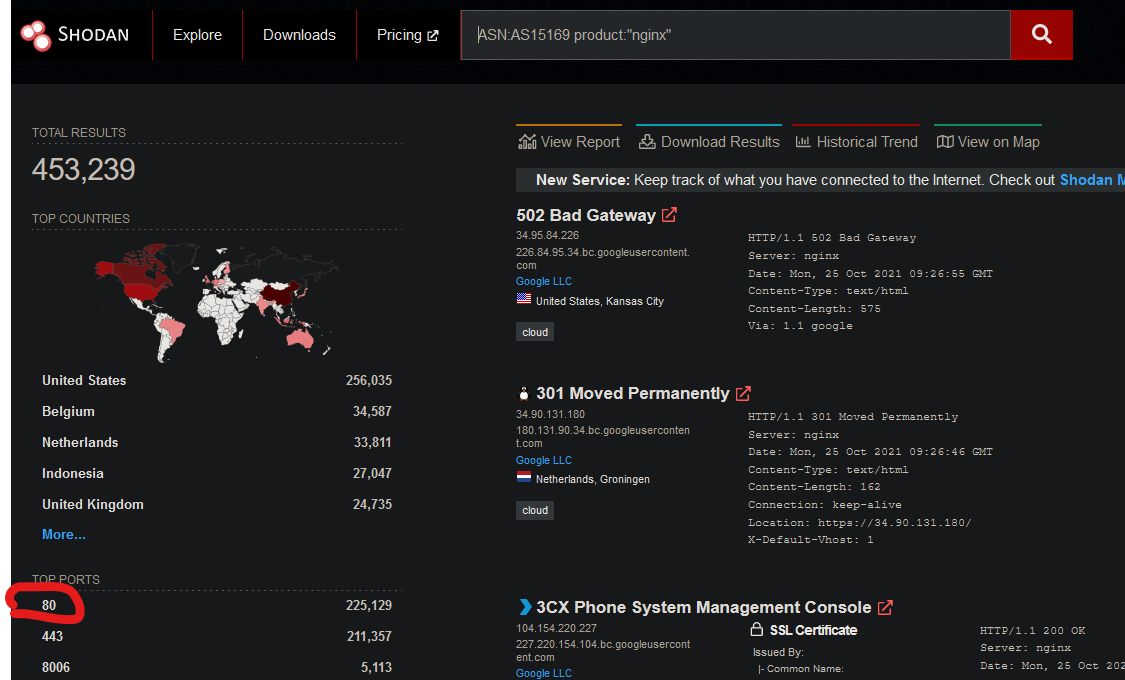 SHODAN
Explore
Downloads
Pricing
ASN:AS15169 product:"nginx"
TOTAL RESULTS
453,239
TOP COUNTRIES
United States 256,035
Belgium 34,587
Netherlands 33,811
Indonesia 27,047
United Kingdom 24,735
More...
TOP PORTS
80 225,129
443 211,357
8006 5,113
View Report
Download Results
Historical Trend
View on Map
New Service: Keep track of what you have connected to the Internet. Check out Shodan M
502 Bad Gateway
34.95.84.226
226.84.95.34.bc.googleusercontent.
com
Google LLC
United States, Kansas City
cloud
HTTP/1.1 502 Bad Gateway
Server: nginx
Date: Mon, 25 Oct 2021 09:26:55 GMT
Content-Type: text/html
Content-Length: 575
Via: 1.1 google
301 Moved Permanently
34.90.131.180
180.131.90.34.bc.googleuserconten
t.com
Google LLC
Netherlands, Groningen
cloud
HTTP/1.1 301 Moved Permanently
Server: nginx
Date: Mon, 25 Oct 2021 09:26:46 GMT
Content-Type: text/html
Content-Length: 162
Connection: keep-alive
Location: https://34.90.131.180/
X-Default-Vhost: 1
3CX Phone System Management Console
104.154.220.227
227.220.154.104.bc.googleusercont
ent.com
Google LLC
SSL Certificate
Issued By:
|- Common Name:
HTTP/1.1 200 OK
Server: nginx
Date: Mon, 25 Oct 202